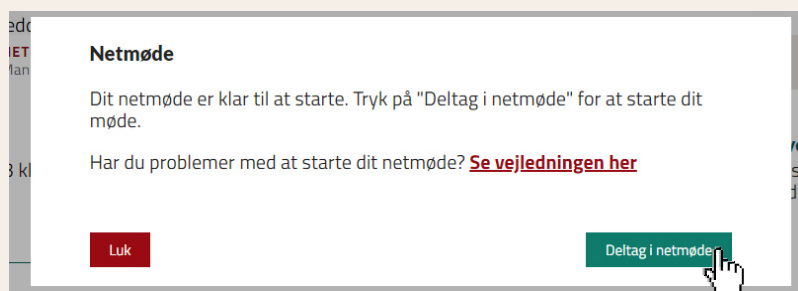 Netmøde
Dit netmøde er klar til at starte. Tryk på "Deltag i netmøde" for at starte dit
møde.
Har du problemer med at starte dit netmøde? Se vejledningen her
Luk
Deltag i netmøde